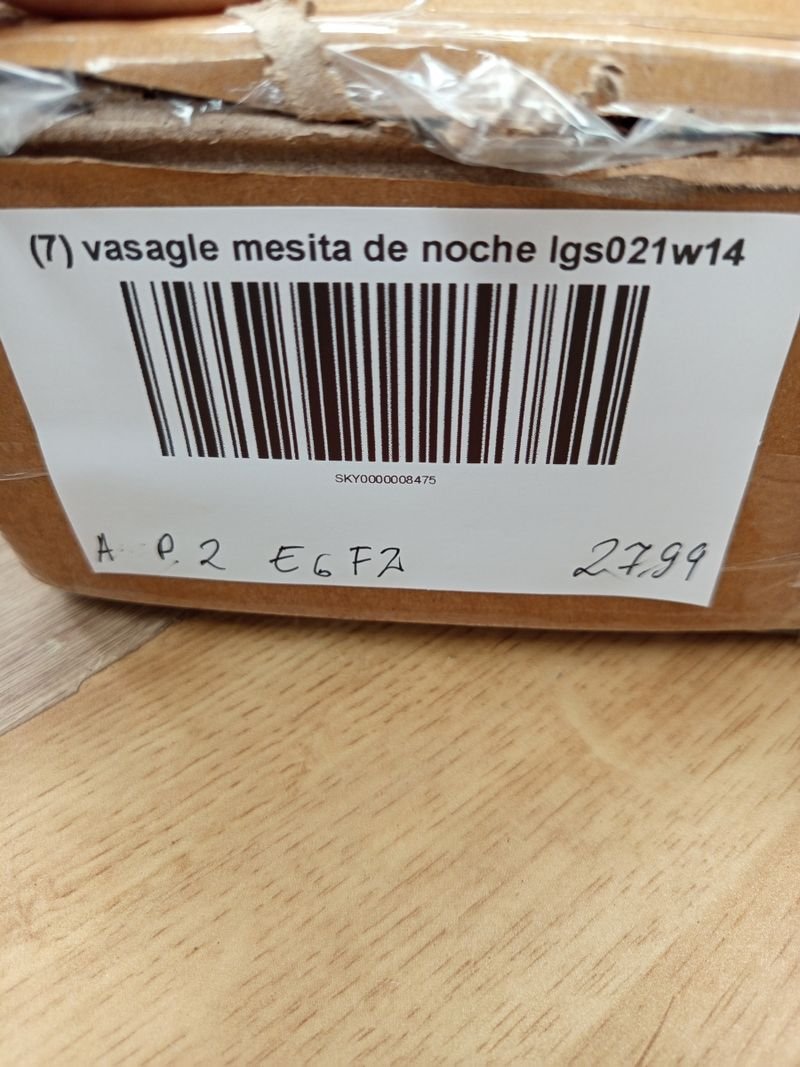 (7) vasagle mesita de noche lgs021w14
SKY0000008475
A P.2 E6F2 27,99